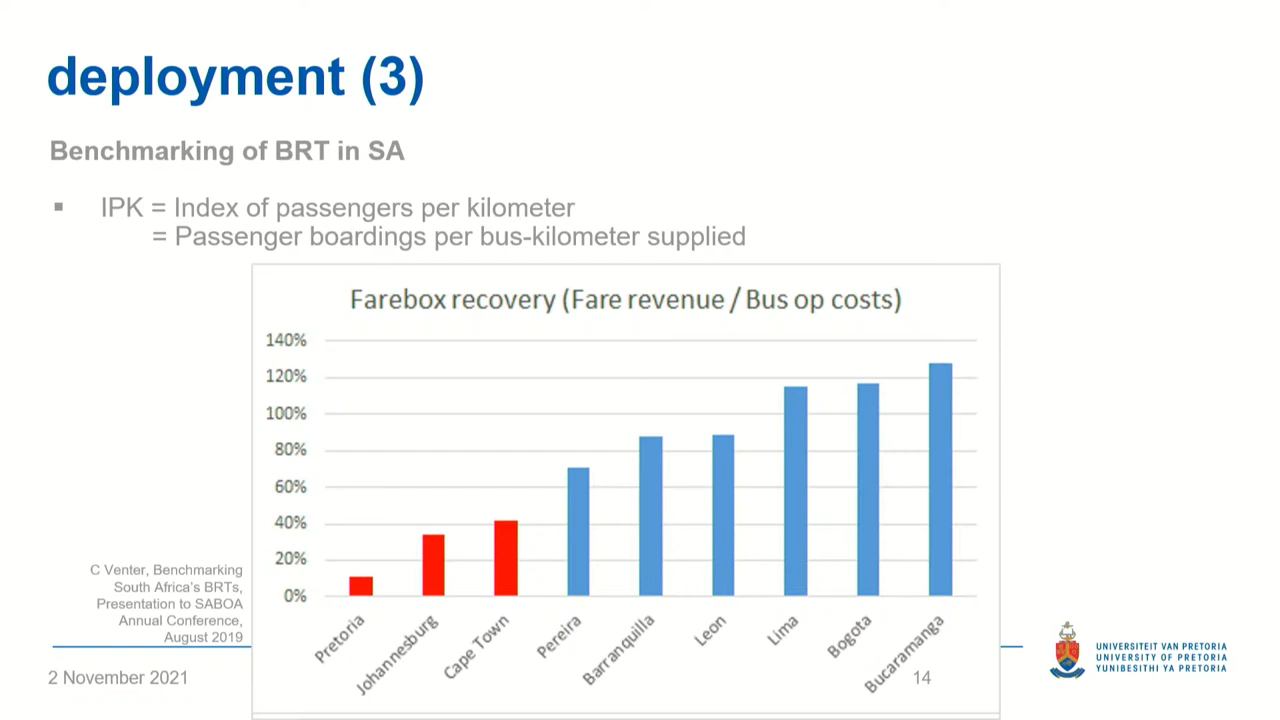 deployment (3)
Benchmarking of BRT in SA
▪ IPK = Index of passengers per kilometer
= Passenger boardings per bus-kilometer supplied
Farebox recovery (Fare revenue / Bus op costs)
140%
120%
100%
80%
60%
40%
20%
0%
Pretoria
Johannesburg
Cape Town
Pereira
Barranquilla
Leon
Lima
Bogota
Bucaramanga
C Venter, Benchmarking
South Africa's BRTs,
Presentation to SABOA
Annual Conference,
August 2019
2 November 2021
14
UNIVERSITEIT VAN PRETORIA
UNIVERSITY OF PRETORIA
YUNIBESITHI YA PRETORIA